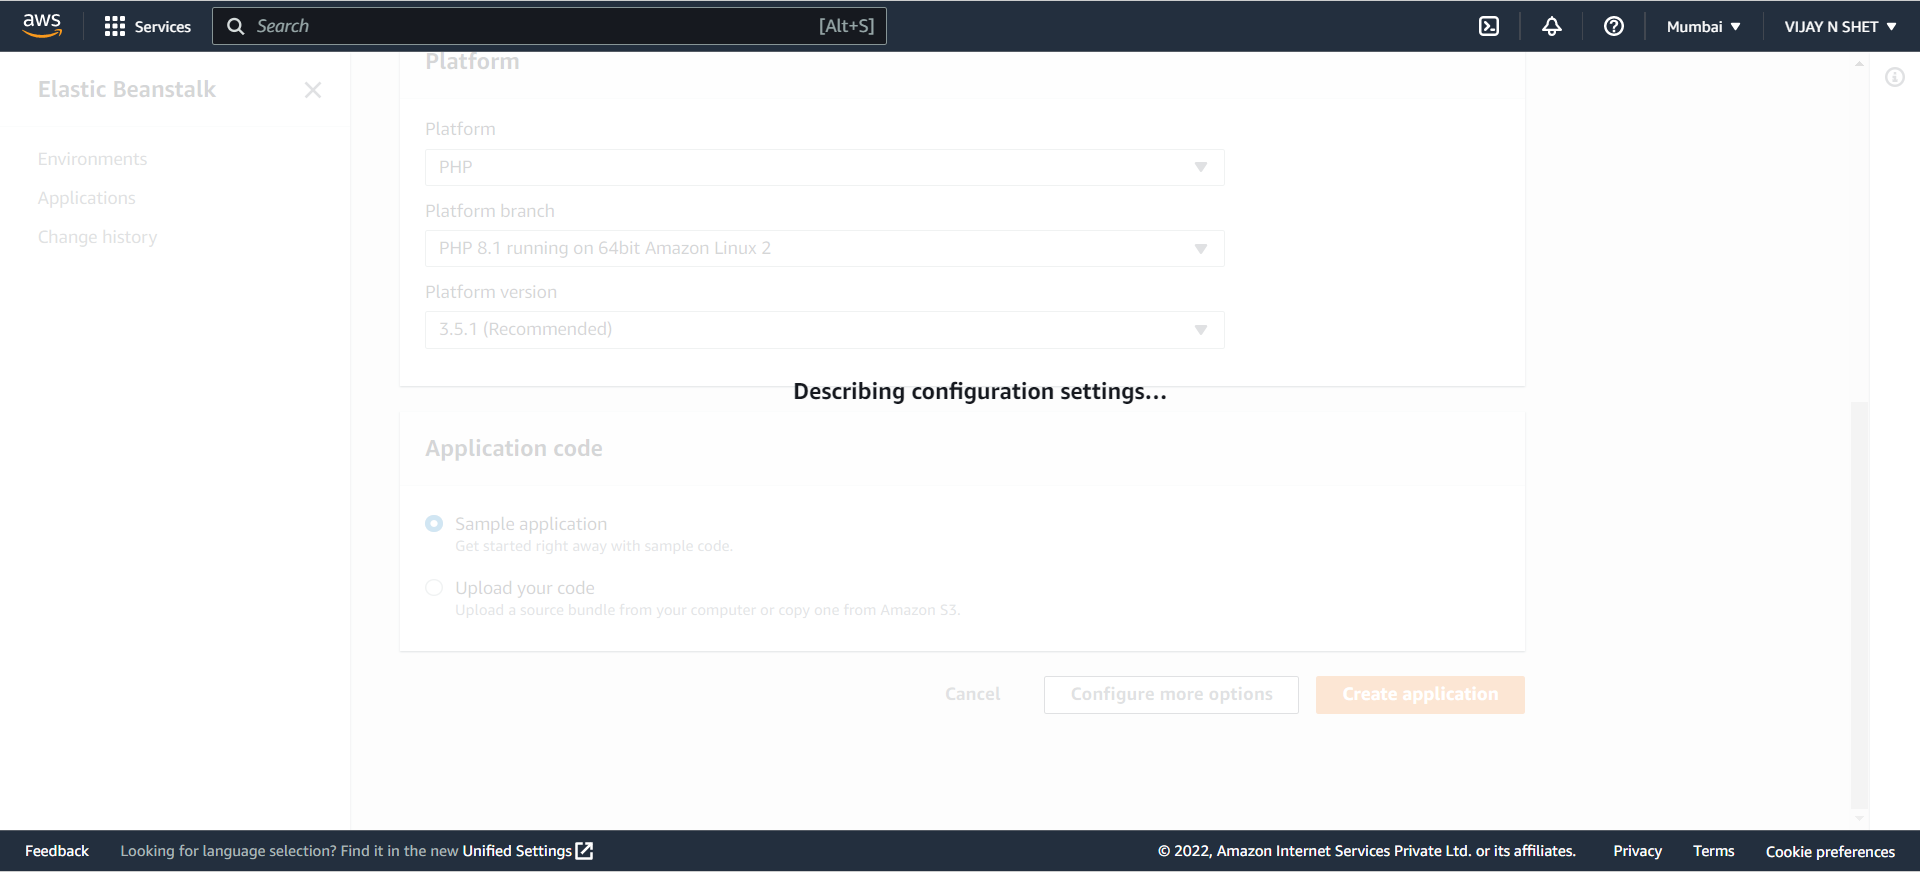 aws
Services
Search
[Alt+S]
Mumbai
VIJAY N SHET
Elastic Beanstalk
Environments
Applications
Change history
Platform
Platform
PHP
Platform branch
PHP 8.1 running on 64bit Amazon Linux 2
Platform version
3.5.1 (Recommended)
Describing configuration settings...
Application code
Sample application
Get started right away with sample code.
Upload your code
Upload a source bundle from your computer or copy one from Amazon S3.
Cancel
Configure more options
Create application
Feedback
Looking for language selection? Find it in the new Unified Settings
© 2022, Amazon Internet Services Private Ltd. or its affiliates.
Privacy
Terms
Cookie preferences